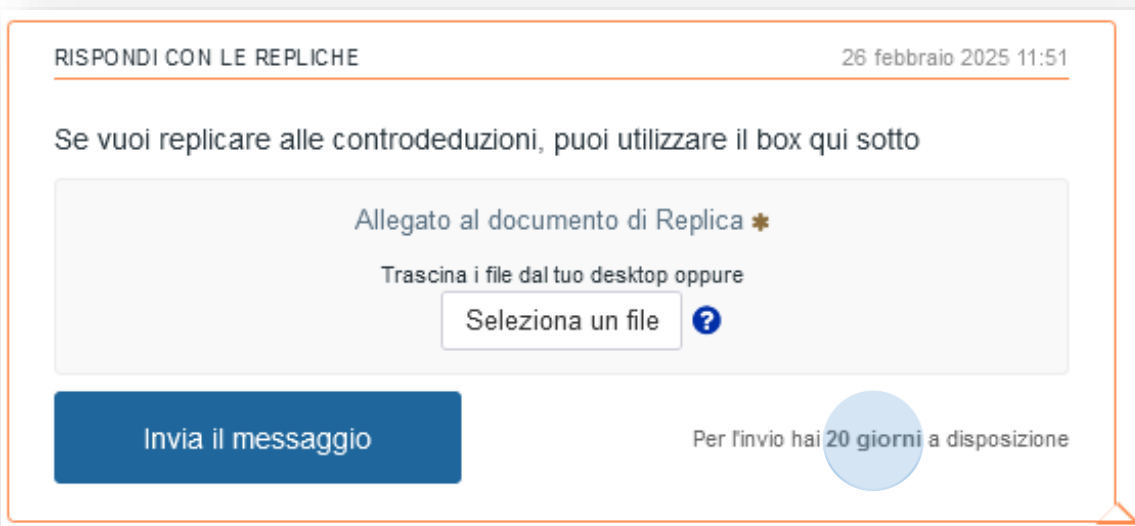 RISPONDI CON LE REPLICHE 26 febbraio 2025 11:51
Se vuoi replicare alle controdeduzioni, puoi utilizzare il box qui sotto
Allegato al documento di Replica ✱
Trascina i file dal tuo desktop oppure
Seleziona un file ?
Invia il messaggio Per l'invio hai 20 giorni a disposizione